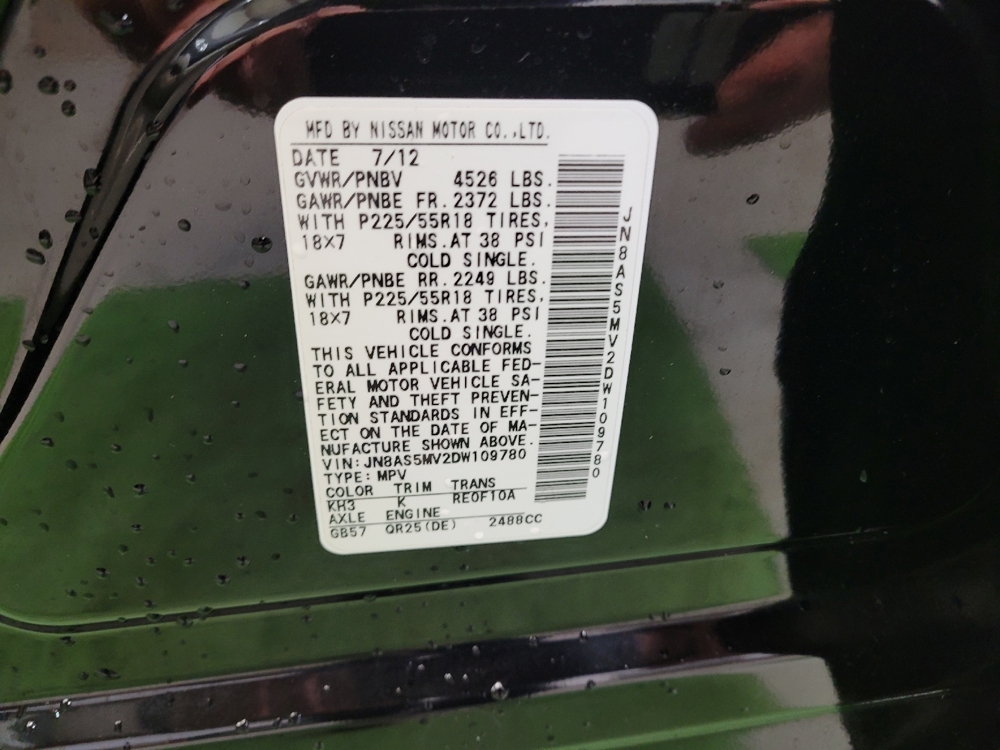 MFD BY NISSAN MOTOR CO.,LTD.
DATE 7/12
GVWR/PNBV 4526 LBS.
GAWR/PNBE FR. 2372 LBS.
WITH P225/55R18 TIRES,
18X7 RIMS.AT 38 PSI
COLD SINGLE.
GAWR/PNBE RR. 2249 LBS.
WITH P225/55R18 TIRES,
18X7 RIMS.AT 38 PSI
COLD SINGLE.
THIS VEHICLE CONFORMS
TO ALL APPLICABLE FED-
ERAL MOTOR VEHICLE SA-
FETY AND THEFT PREVEN-
TION STANDARDS IN EFF-
ECT ON THE DATE OF MA-
NUFACTURE SHOWN ABOVE.
VIN: JN8AS5MV2DW109780
TYPE: MPV
COLOR TRIM TRANS
KH3 K RE0F10A
AXLE ENGINE
GB57 QR25(DE) 2488CC
JN8AS5MV2DW109780